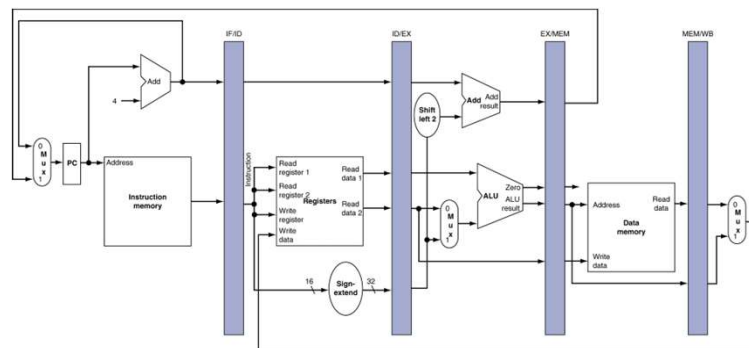 IF/ID
ID/EX
EX/MEM
MEM/WB
Add
4
Shift
left 2
Add
Add
result
0
M
u
x
1
PC
Address
Instruction
memory
Instruction
Read
register 1
Read
register 2
Write
register
Write
data
Registers
Read
data 1
Read
data 2
0
M
u
x
1
ALU
Zero
ALU
result
Address
Write
data
Data
memory
Read
data
0
M
u
x
1
16
Sign-
extend
32